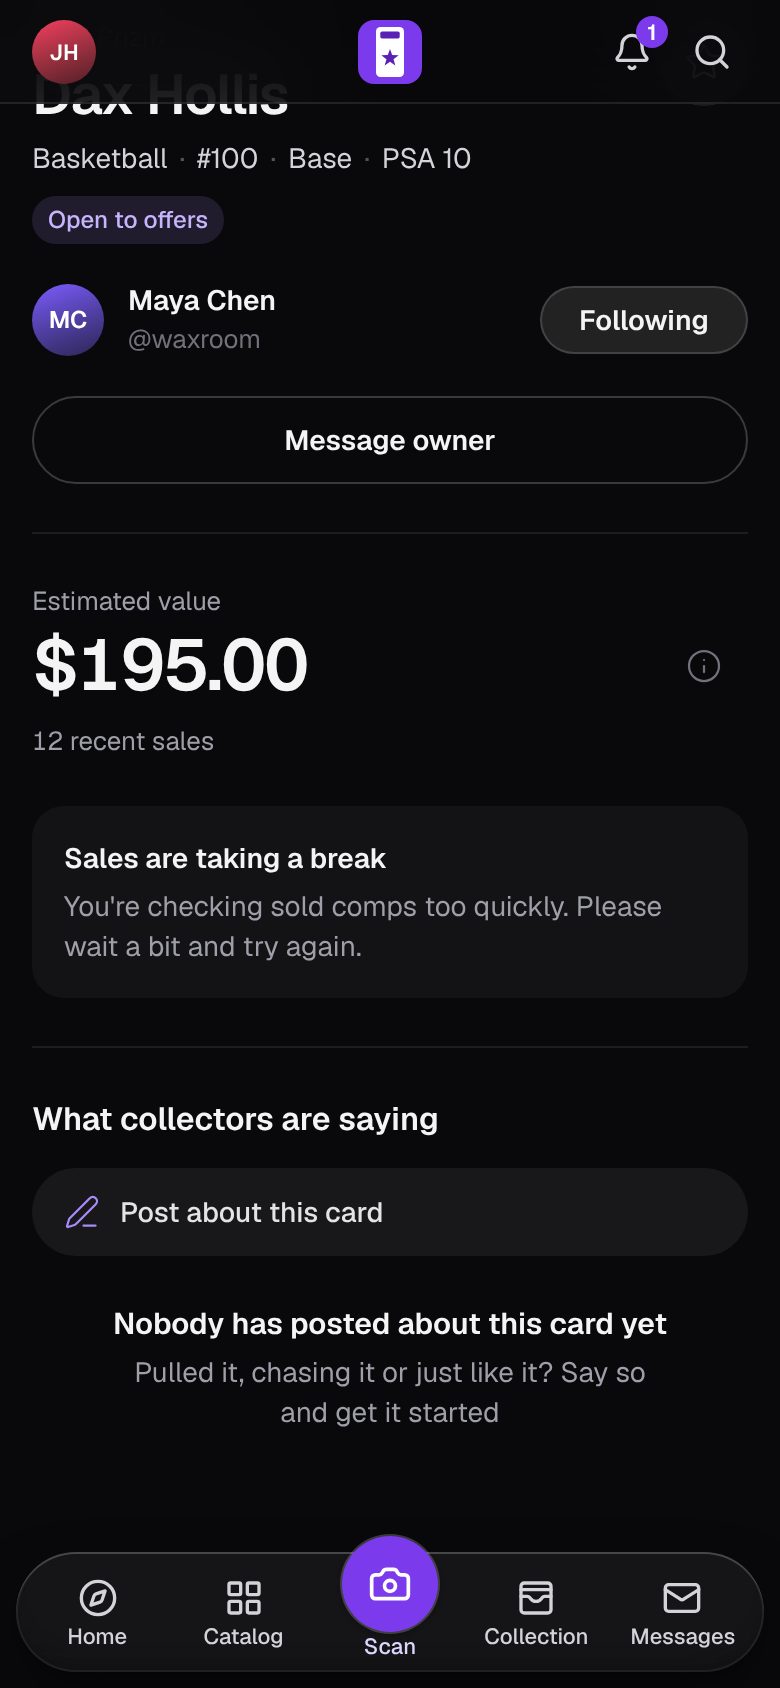 JH
1
Prizm
Dax Hollis
Basketball · #100 · Base · PSA 10
Open to offers
MC
Maya Chen
@waxroom
Following
Message owner
Estimated value
$195.00
12 recent sales
Sales are taking a break
You're checking sold comps too quickly. Please
wait a bit and try again.
What collectors are saying
Post about this card
Nobody has posted about this card yet
Pulled it, chasing it or just like it? Say so
and get it started
Home
Catalog
Scan
Collection
Messages